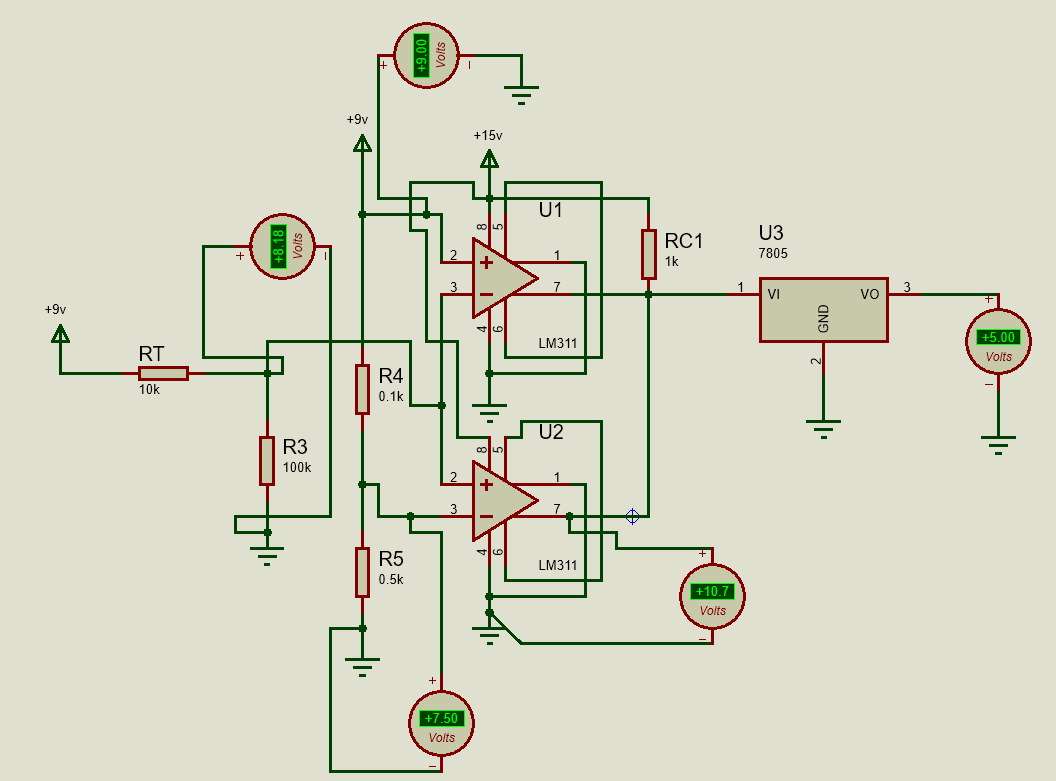 +9.00 Volts
+ −
+9v
+15v
U1
8 5
+8.18 Volts
+ −
2 + 1
3 − 7
4 6
LM311
RC1
1k
U3
7805
1 VI VO 3
GND
2
+
+5.00
Volts
−
+9v
RT
10k
R3
100k
R4
0.1k
U2
8 5
2 + 1
3 − 7
4 6
LM311
R5
0.5k
+
+10.7
Volts
−
+
+7.50
Volts
−